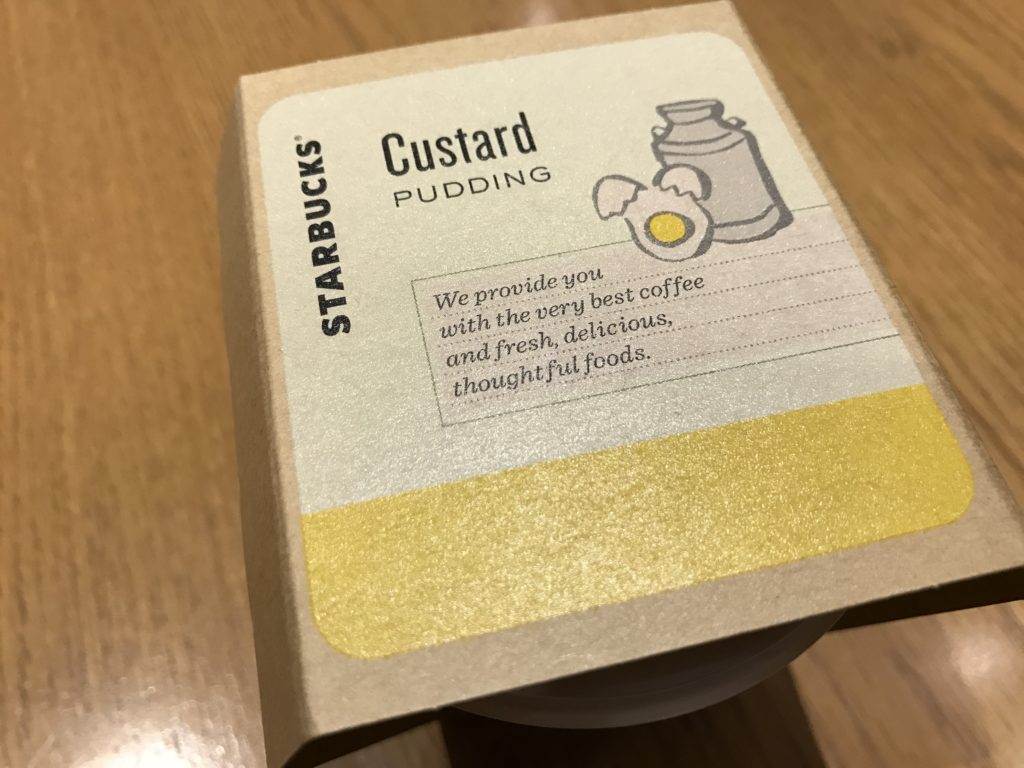 STARBUCKS®
Custard
PUDDING
We provide you
with the very best coffee
and fresh, delicious,
thoughtful foods.